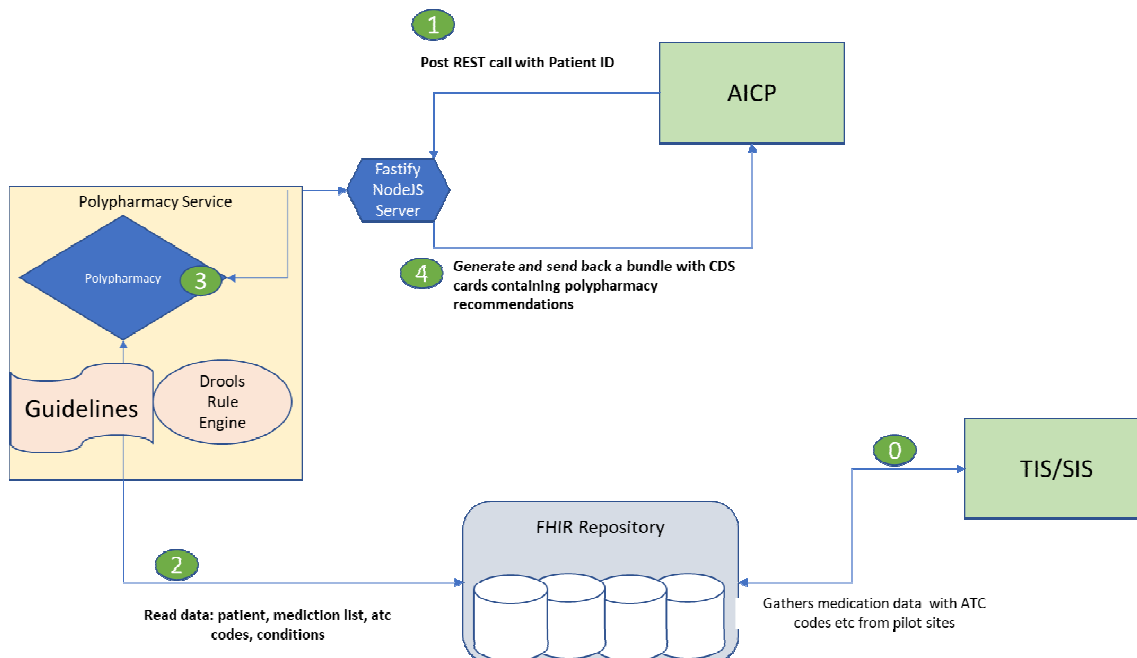 1
Post REST call with Patient ID
AICP
Fastify
NodeJS
Server
Polypharmacy Service
Polypharmacy
3
4
Generate and send back a bundle with CDS
cards containing polypharmacy
recommendations
Guidelines
Drools
Rule
Engine
0
TIS/SIS
FHIR Repository
2
Read data: patient, mediction list, atc
codes, conditions
Gathers medication data with ATC
codes etc from pilot sites